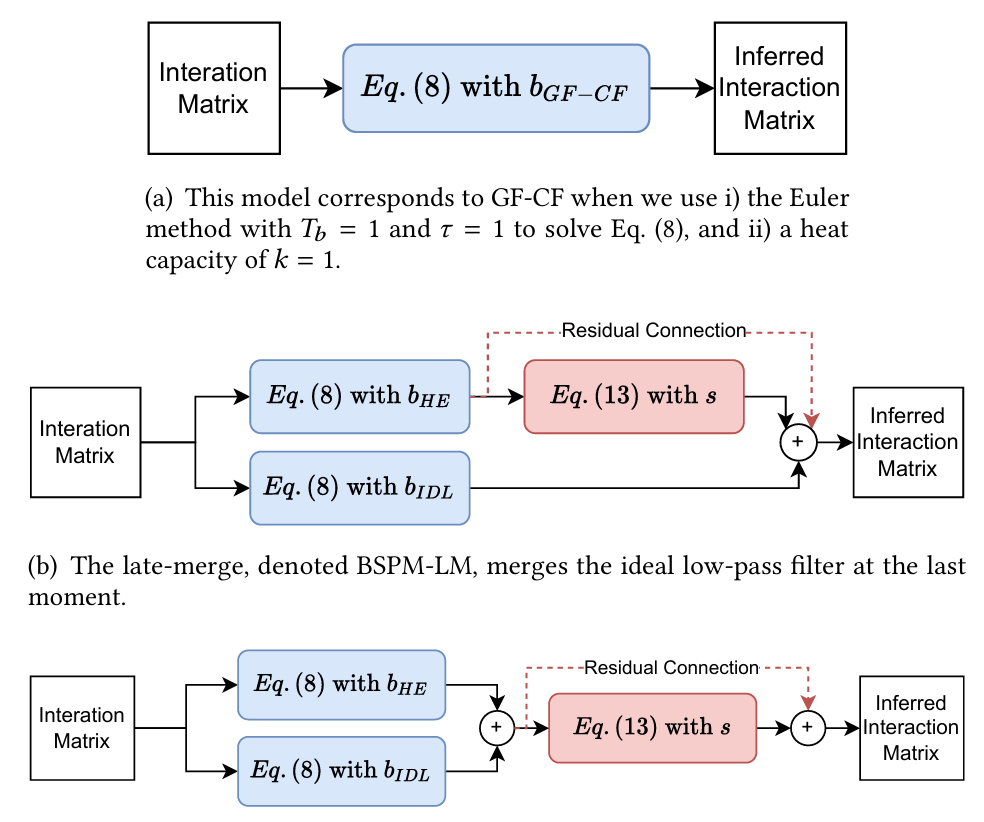 Interation
Matrix
Eq. (8) with b_{GF-CF}
Inferred
Interaction
Matrix
(a) This model corresponds to GF-CF when we use i) the Euler
method with T_b = 1 and τ = 1 to solve Eq. (8), and ii) a heat
capacity of k = 1.
Residual Connection
Eq. (8) with b_{HE}
Eq. (13) with s
Interation
Matrix
+
Inferred
Interaction
Matrix
Eq. (8) with b_{IDL}
(b) The late-merge, denoted BSPM-LM, merges the ideal low-pass filter at the last
moment.
Residual Connection
Eq. (8) with b_{HE}
Interation
Matrix
+
Eq. (13) with s
+
Inferred
Interaction
Matrix
Eq. (8) with b_{IDL}